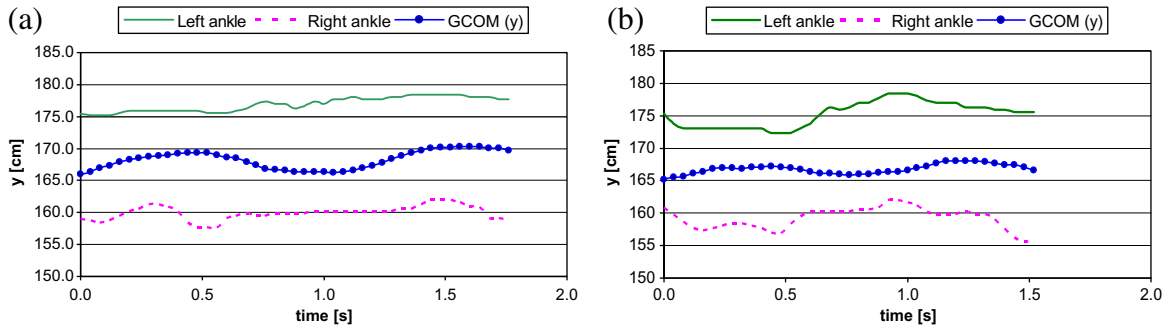 (a)
Left ankle Right ankle GCOM (y)
185.0
180.0
175.0
170.0
165.0
160.0
155.0
150.0
y [cm]
0.0 0.5 1.0 1.5 2.0
time [s]
(b)
Left ankle Right ankle GCOM (y)
185
180
175
170
165
160
155
150
y [cm]
0.0 0.5 1.0 1.5 2.0
time [s]